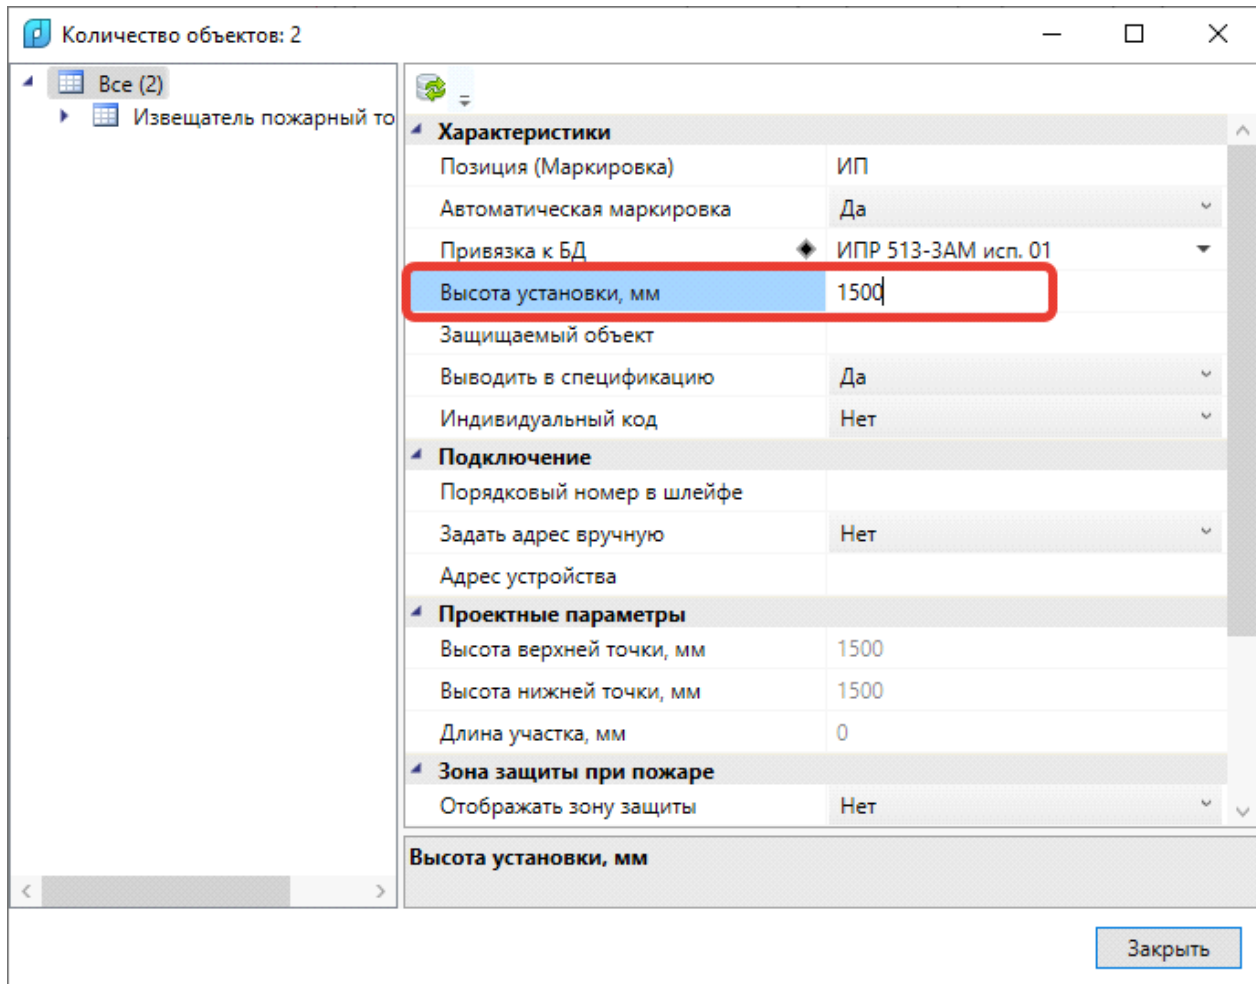 Количество объектов: 2
Все (2)
Извещатель пожарный то
Характеристики
Позиция (Маркировка) ИП
Автоматическая маркировка Да
Привязка к БД ИПР 513-3АМ исп. 01
Высота установки, мм 1500
Защищаемый объект
Выводить в спецификацию Да
Индивидуальный код Нет
Подключение
Порядковый номер в шлейфе
Задать адрес вручную Нет
Адрес устройства
Проектные параметры
Высота верхней точки, мм 1500
Высота нижней точки, мм 1500
Длина участка, мм 0
Зона защиты при пожаре
Отображать зону защиты Нет
Высота установки, мм
Закрыть